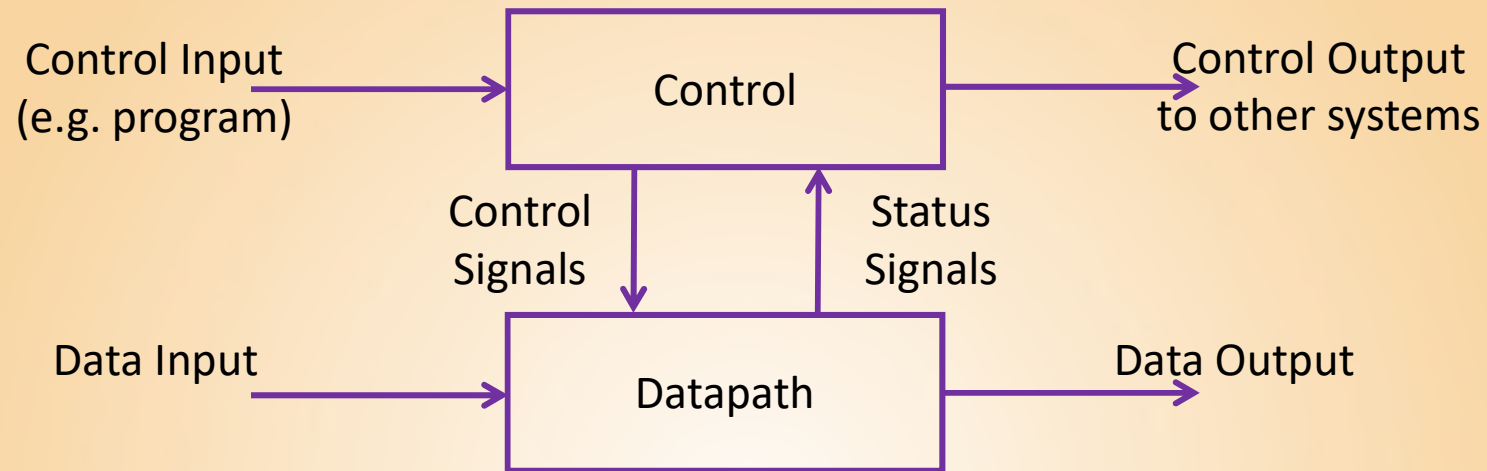 Control Input
(e.g. program)
Control
Control Output
to other systems
Control
Signals
Status
Signals
Data Input
Datapath
Data Output